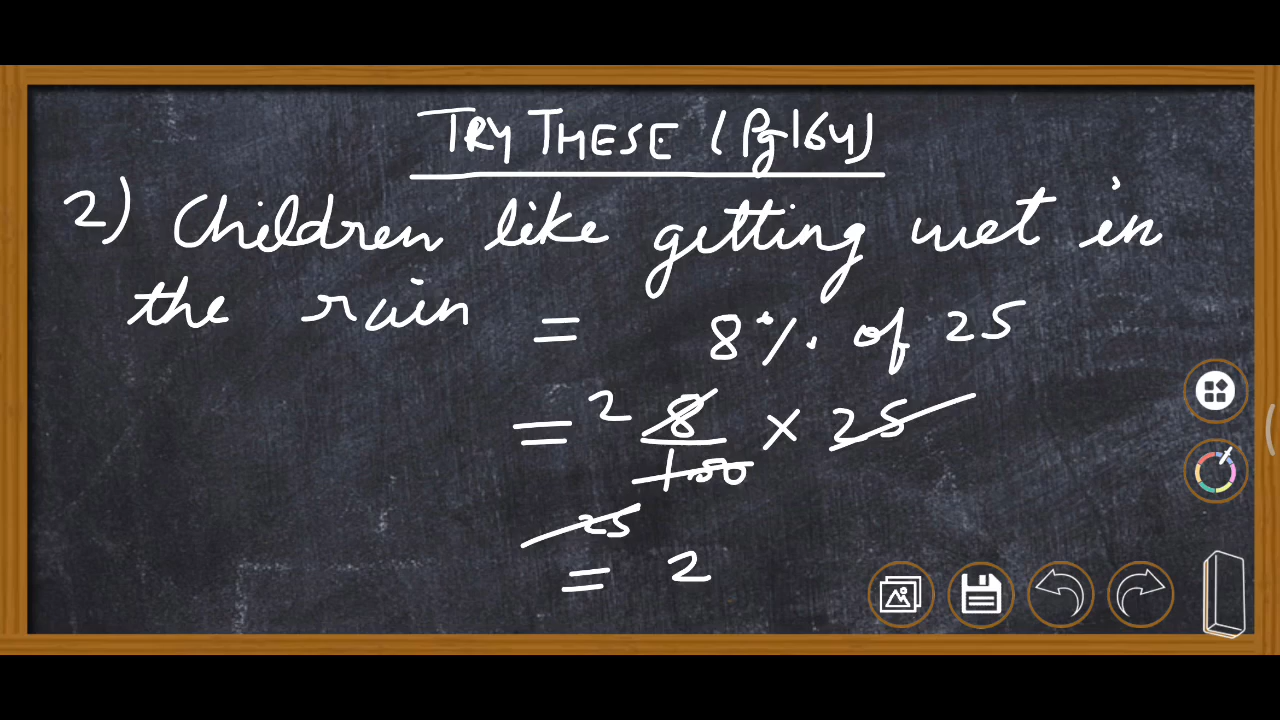 TRY THESE (Pg 164)
2) Children like getting wet in
the rain = 8% of 25
= 2 8/100 × 25
25
= 2